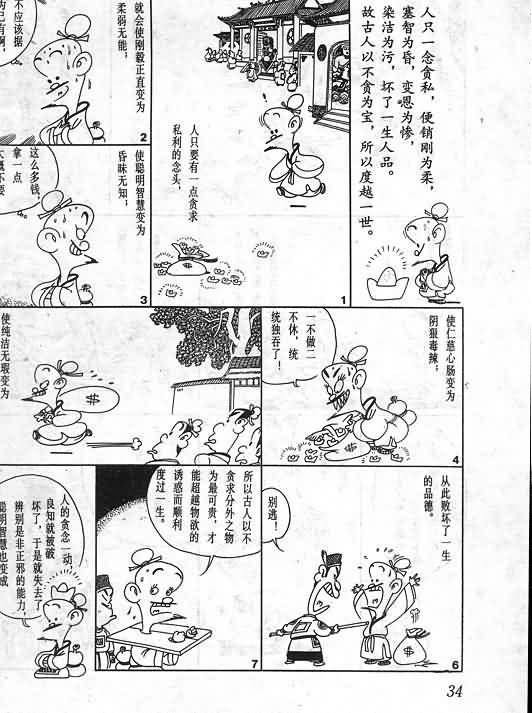 人只一念贪私，便销刚为柔，
塞智为昏，变恩为惨，
染洁为污，坏了一生人品。
故古人以不贪为宝，所以度越一世。
人只要有一点贪求
私利的念头，
1
就会使刚毅正直变为
柔弱无能；
不应该据
为己有啊
2
使聪明智慧变为
昏昧无知；
这么多钱，
拿一点
大概不要
3
使仁慈心肠变为
阴狠毒辣；
一不做二
不休，统
统独吞了！
4
使纯洁无瑕变为
从此败坏了一生
的品德。
别逃！
6
所以古人以不
贪求分外之物
为最可贵，才
能超越物欲的
诱惑而顺利
度过一生。
7
人的贪念一动
良知就被破
坏了，于是就失去了
辨别是非正邪的能力，
聪明智慧也变成
34